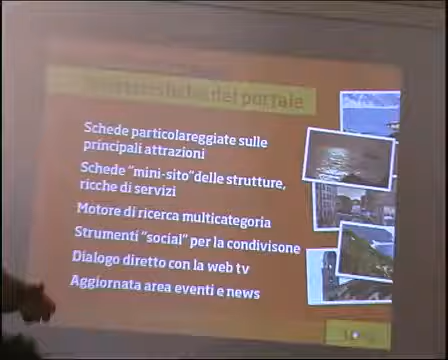 Caratteristiche del portale
Schede particolareggiate sulle
principali attrazioni
Schede "mini-sito"delle strutture,
ricche di servizi
Motore di ricerca multicategoria
Strumenti "social" per la condivisone
Dialogo diretto con la web tv
Aggiornata area eventi e news